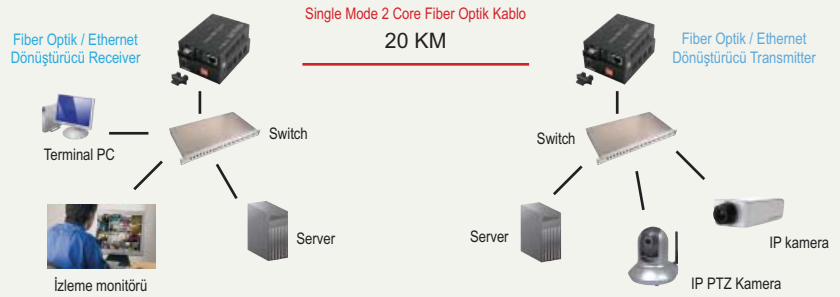 Single Mode 2 Core Fiber Optik Kablo
20 KM
Fiber Optik / Ethernet
Dönüştürücü Receiver
Fiber Optik / Ethernet
Dönüştürücü Transmitter
Terminal PC
Switch
Switch
İzleme monitörü
Server
Server
IP PTZ Kamera
IP kamera